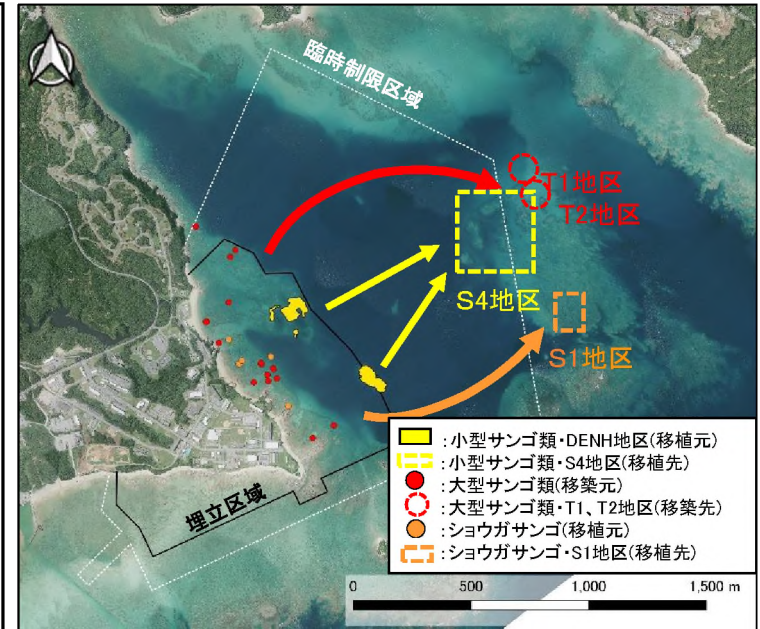 臨時制限区域
T1地区
T2地区
S4地区
S1地区
埋立区域
:小型サンゴ類・DENH地区(移植元)
:小型サンゴ類・S4地区(移植先)
:大型サンゴ類(移築元)
:大型サンゴ類・T1、T2地区(移築先)
:ショウガサンゴ(移植元)
:ショウガサンゴ・S1地区(移植先)
0 500 1,000 1,500 m